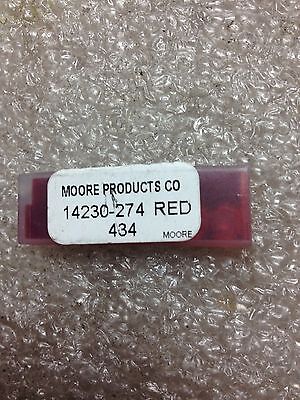 MOORE PRODUCTS CO
14230-274 RED
434
MOORE